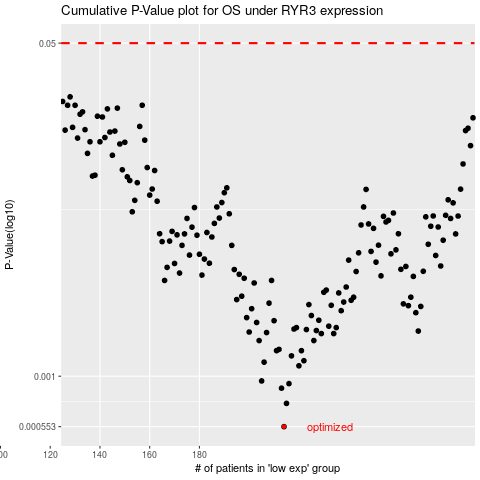 Cumulative P-Value plot for OS under RYR3 expression
0.05
P-Value(log10)
0.001
0.000553
optimized
00 120 140 160 180
# of patients in 'low exp' group